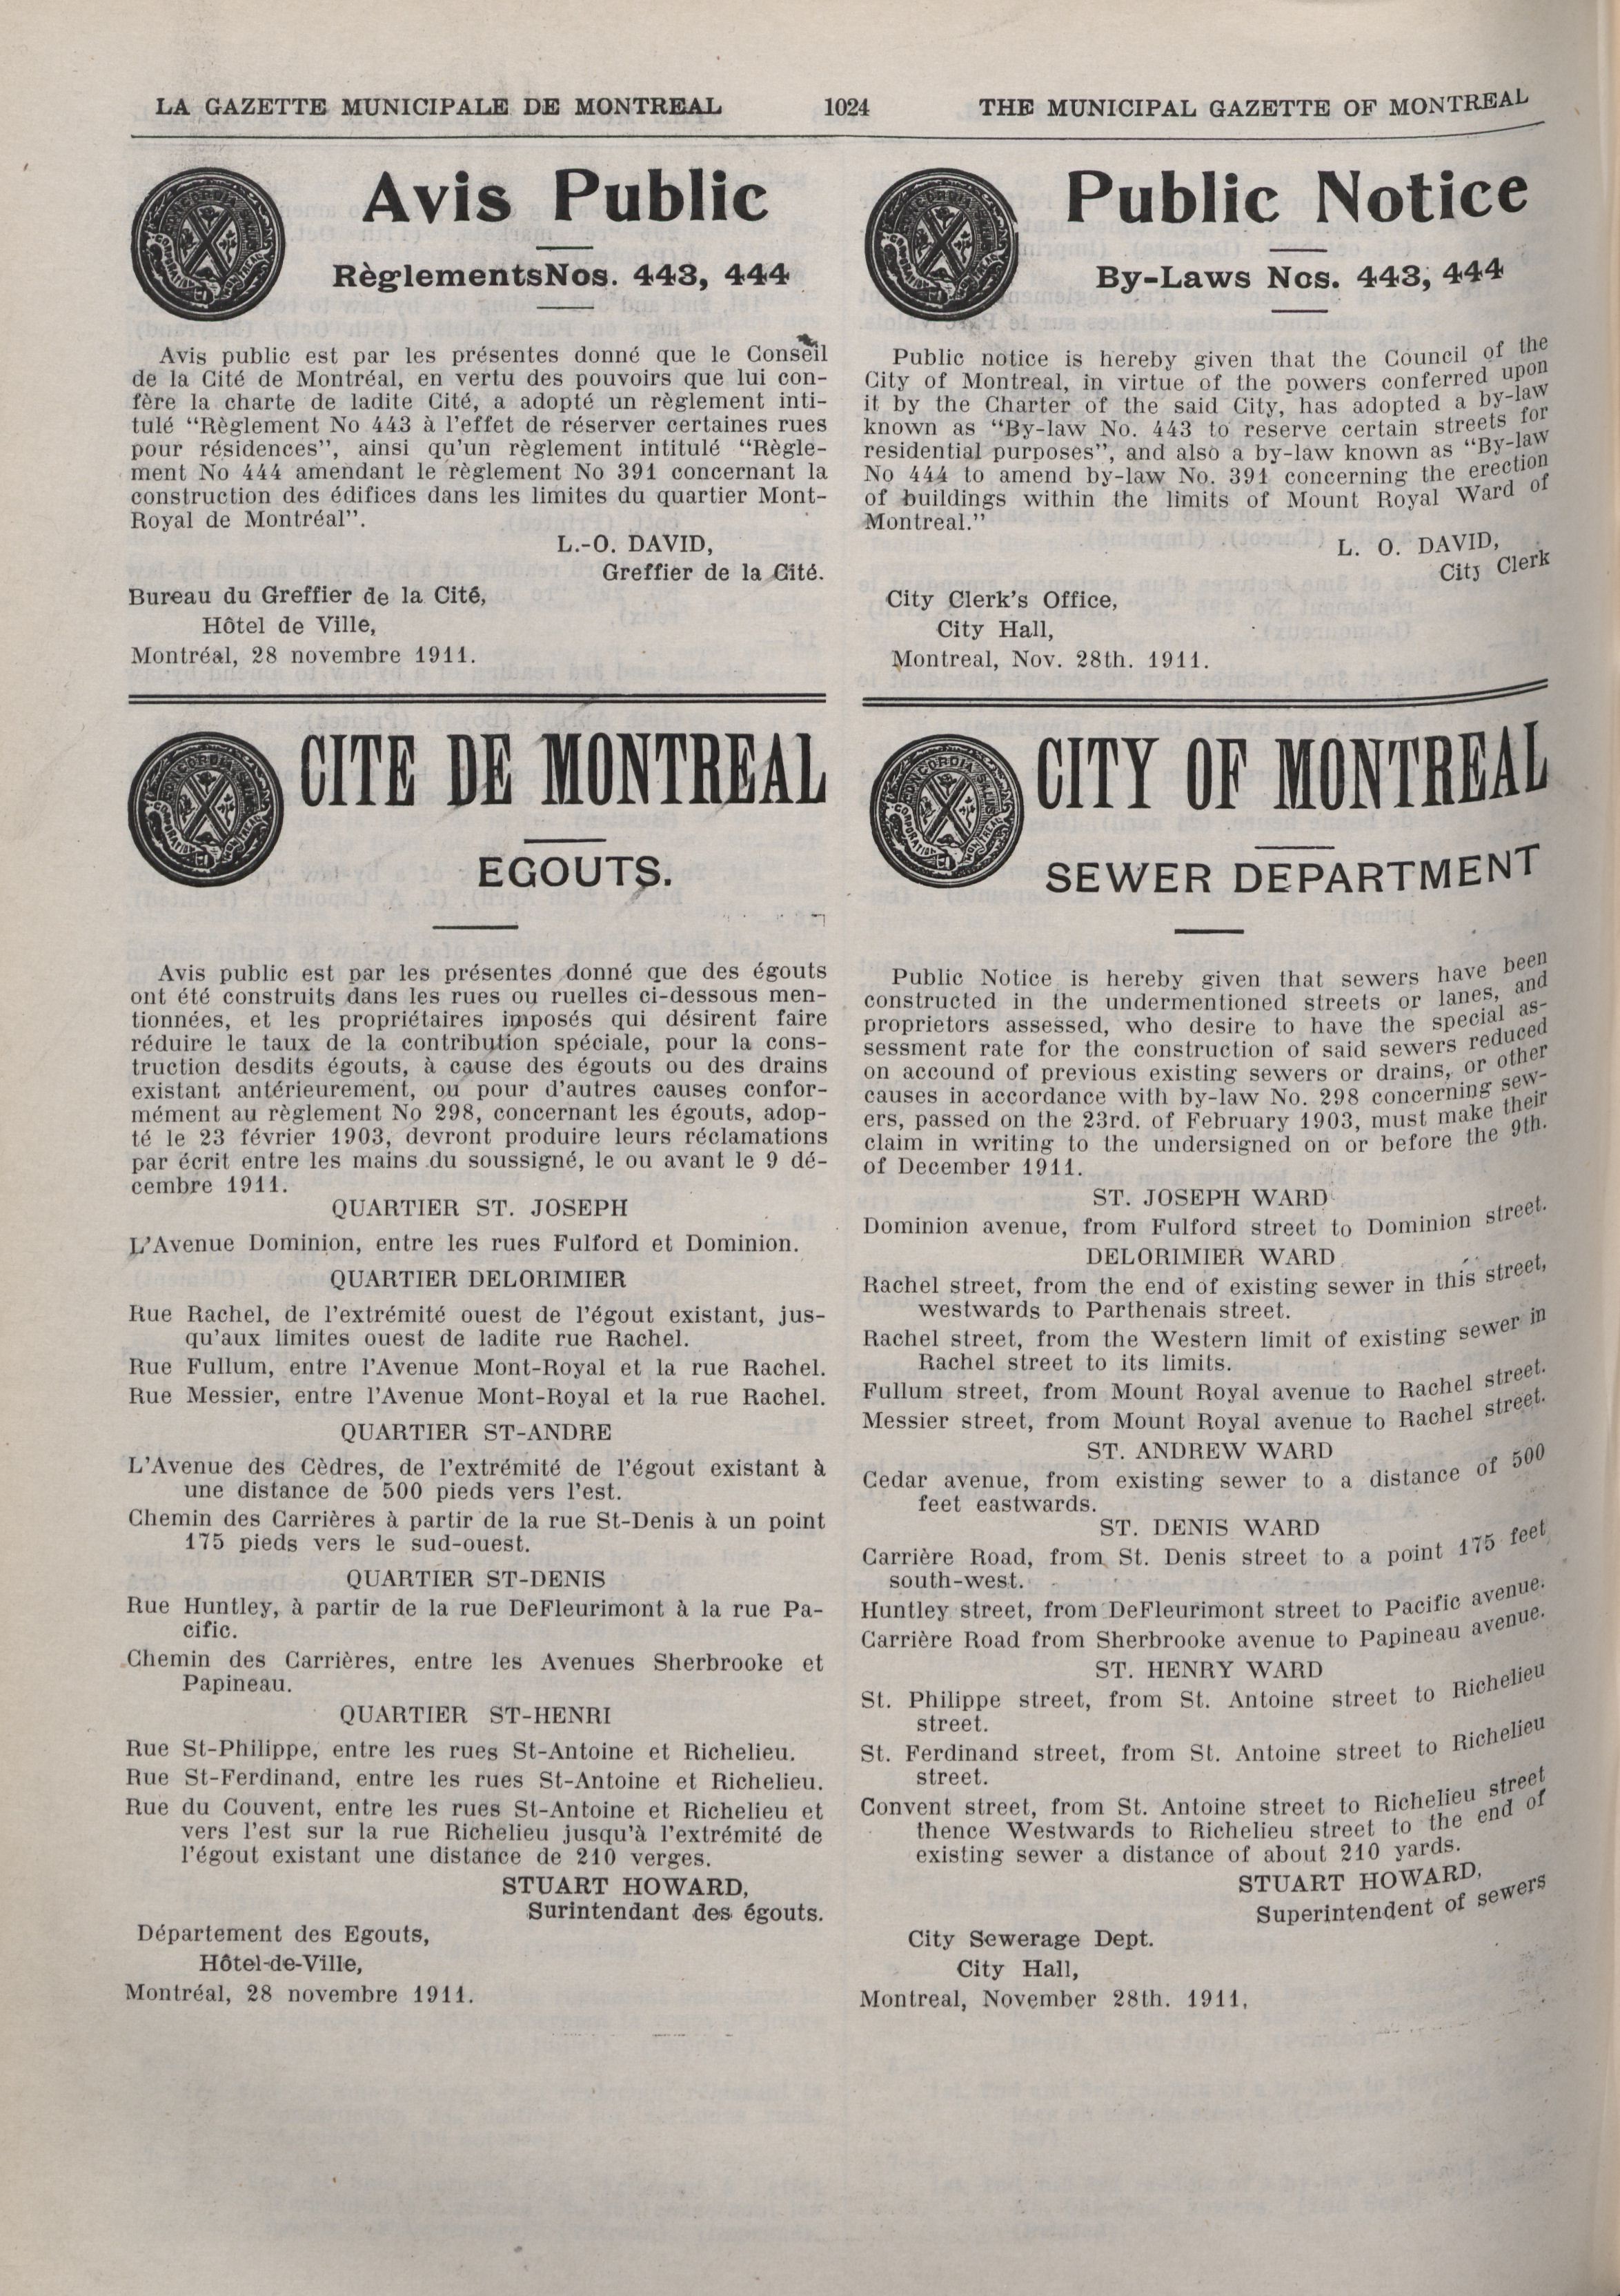 LA GAZETTE MUNICIPALE DE MONTREAL 1024 THE MUNICIPAL GAZETTE OF MONTREAL
Avis Public
RèglementsNos. 443, 444
Avis public est par les présentes donné que le Conseil
de la Cité de Montréal, en vertu des pouvoirs que lui con-
fère la charte de ladite Cité, a adopté un règlement inti-
tulé "Règlement No 443 à l'effet de réserver certaines rues
pour résidences", ainsi qu'un règlement intitulé "Règle-
ment No 444 amendant le règlement No 391 concernant la
construction des édifices dans les limites du quartier Mont-
Royal de Montréal".
L.-O. DAVID,
Greffier de la Cité.
Bureau du Greffier de la Cité,
Hôtel de Ville,
Montréal, 28 novembre 1911.
Public Notice
By-Laws Nos. 443, 444
Public notice is hereby given that the Council of the
City of Montreal, in virtue of the powers conferred upon
it by the Charter of the said City, has adopted a by-law
known as "By-law No. 443 to reserve certain streets for
residential purposes", and also a by-law known as "By-law
No 444 to amend by-law No. 391 concerning the erection
of buildings within the limits of Mount Royal Ward of
Montreal."
L. O. DAVID,
City Clerk
City Clerk's Office,
City Hall,
Montreal, Nov. 28th. 1911.
CITE DE MONTREAL
EGOUTS.
Avis public est par les présentes donné que des égouts
ont été construits dans les rues ou ruelles ci-dessous men-
tionnées, et les propriétaires imposés qui désirent faire
réduire le taux de la contribution spéciale, pour la cons-
truction desdits égouts, à cause des égouts ou des drains
existant antérieurement, ou pour d'autres causes confor-
mément au règlement No 298, concernant les égouts, adop-
té le 23 février 1903, devront produire leurs réclamations
par écrit entre les mains du soussigné, le ou avant le 9 dé-
cembre 1911.
QUARTIER ST. JOSEPH
L'Avenue Dominion, entre les rues Fulford et Dominion.
QUARTIER DELORIMIER
Rue Rachel, de l'extrémité ouest de l'égout existant, jus-
qu'aux limites ouest de ladite rue Rachel.
Rue Fullum, entre l'Avenue Mont-Royal et la rue Rachel.
Rue Messier, entre l'Avenue Mont-Royal et la rue Rachel.
QUARTIER ST-ANDRE
L'Avenue des Cèdres, de l'extrémité de l'égout existant à
une distance de 500 pieds vers l'est.
Chemin des Carrières à partir de la rue St-Denis à un point
175 pieds vers le sud-ouest.
QUARTIER ST-DENIS
Rue Huntley, à partir de la rue DeFleurimont à la rue Pa-
cific.
Chemin des Carrières, entre les Avenues Sherbrooke et
Papineau.
QUARTIER ST-HENRI
Rue St-Philippe, entre les rues St-Antoine et Richelieu.
Rue St-Ferdinand, entre les rues St-Antoine et Richelieu.
Rue du Couvent, entre les rues St-Antoine et Richelieu et
vers l'est sur la rue Richelieu jusqu'à l'extrémité de
l'égout existant une distance de 210 verges.
STUART HOWARD,
Surintendant des égouts.
Département des Egouts,
Hôtel-de-Ville,
Montréal, 28 novembre 1911.
CITY OF MONTREAL
SEWER DEPARTMENT
Public Notice is hereby given that sewers have been
constructed in the undermentioned streets or lanes, and
proprietors assessed, who desire to have the special as-
sessment rate for the construction of said sewers reduced
on accound of previous existing sewers or drains, or other
causes in accordance with by-law No. 298 concerning sew-
ers, passed on the 23rd. of February 1903, must make their
claim in writing to the undersigned on or before the 9th.
of December 1911.
ST. JOSEPH WARD
Dominion avenue, from Fulford street to Dominion street.
DELORIMIER WARD
Rachel street, from the end of existing sewer in this street,
westwards to Parthenais street.
Rachel street, from the Western limit of existing sewer in
Rachel street to its limits.
Fullum street, from Mount Royal avenue to Rachel street.
Messier street, from Mount Royal avenue to Rachel street.
ST. ANDREW WARD
Cedar avenue, from existing sewer to a distance of 500
feet eastwards.
ST. DENIS WARD
Carrière Road, from St. Denis street to a point 175 feet
south-west.
Huntley street, from DeFleurimont street to Pacific avenue.
Carrière Road from Sherbrooke avenue to Papineau avenue.
ST. HENRY WARD
St. Philippe street, from St. Antoine street to Richelieu
street.
St. Ferdinand street, from St. Antoine street to Richelieu
street.
Convent street, from St. Antoine street to Richelieu street
thence Westwards to Richelieu street to the end of
existing sewer a distance of about 210 yards.
STUART HOWARD,
Superintendent of sewers
City Sewerage Dept.
City Hall,
Montreal, November 28th. 1911,